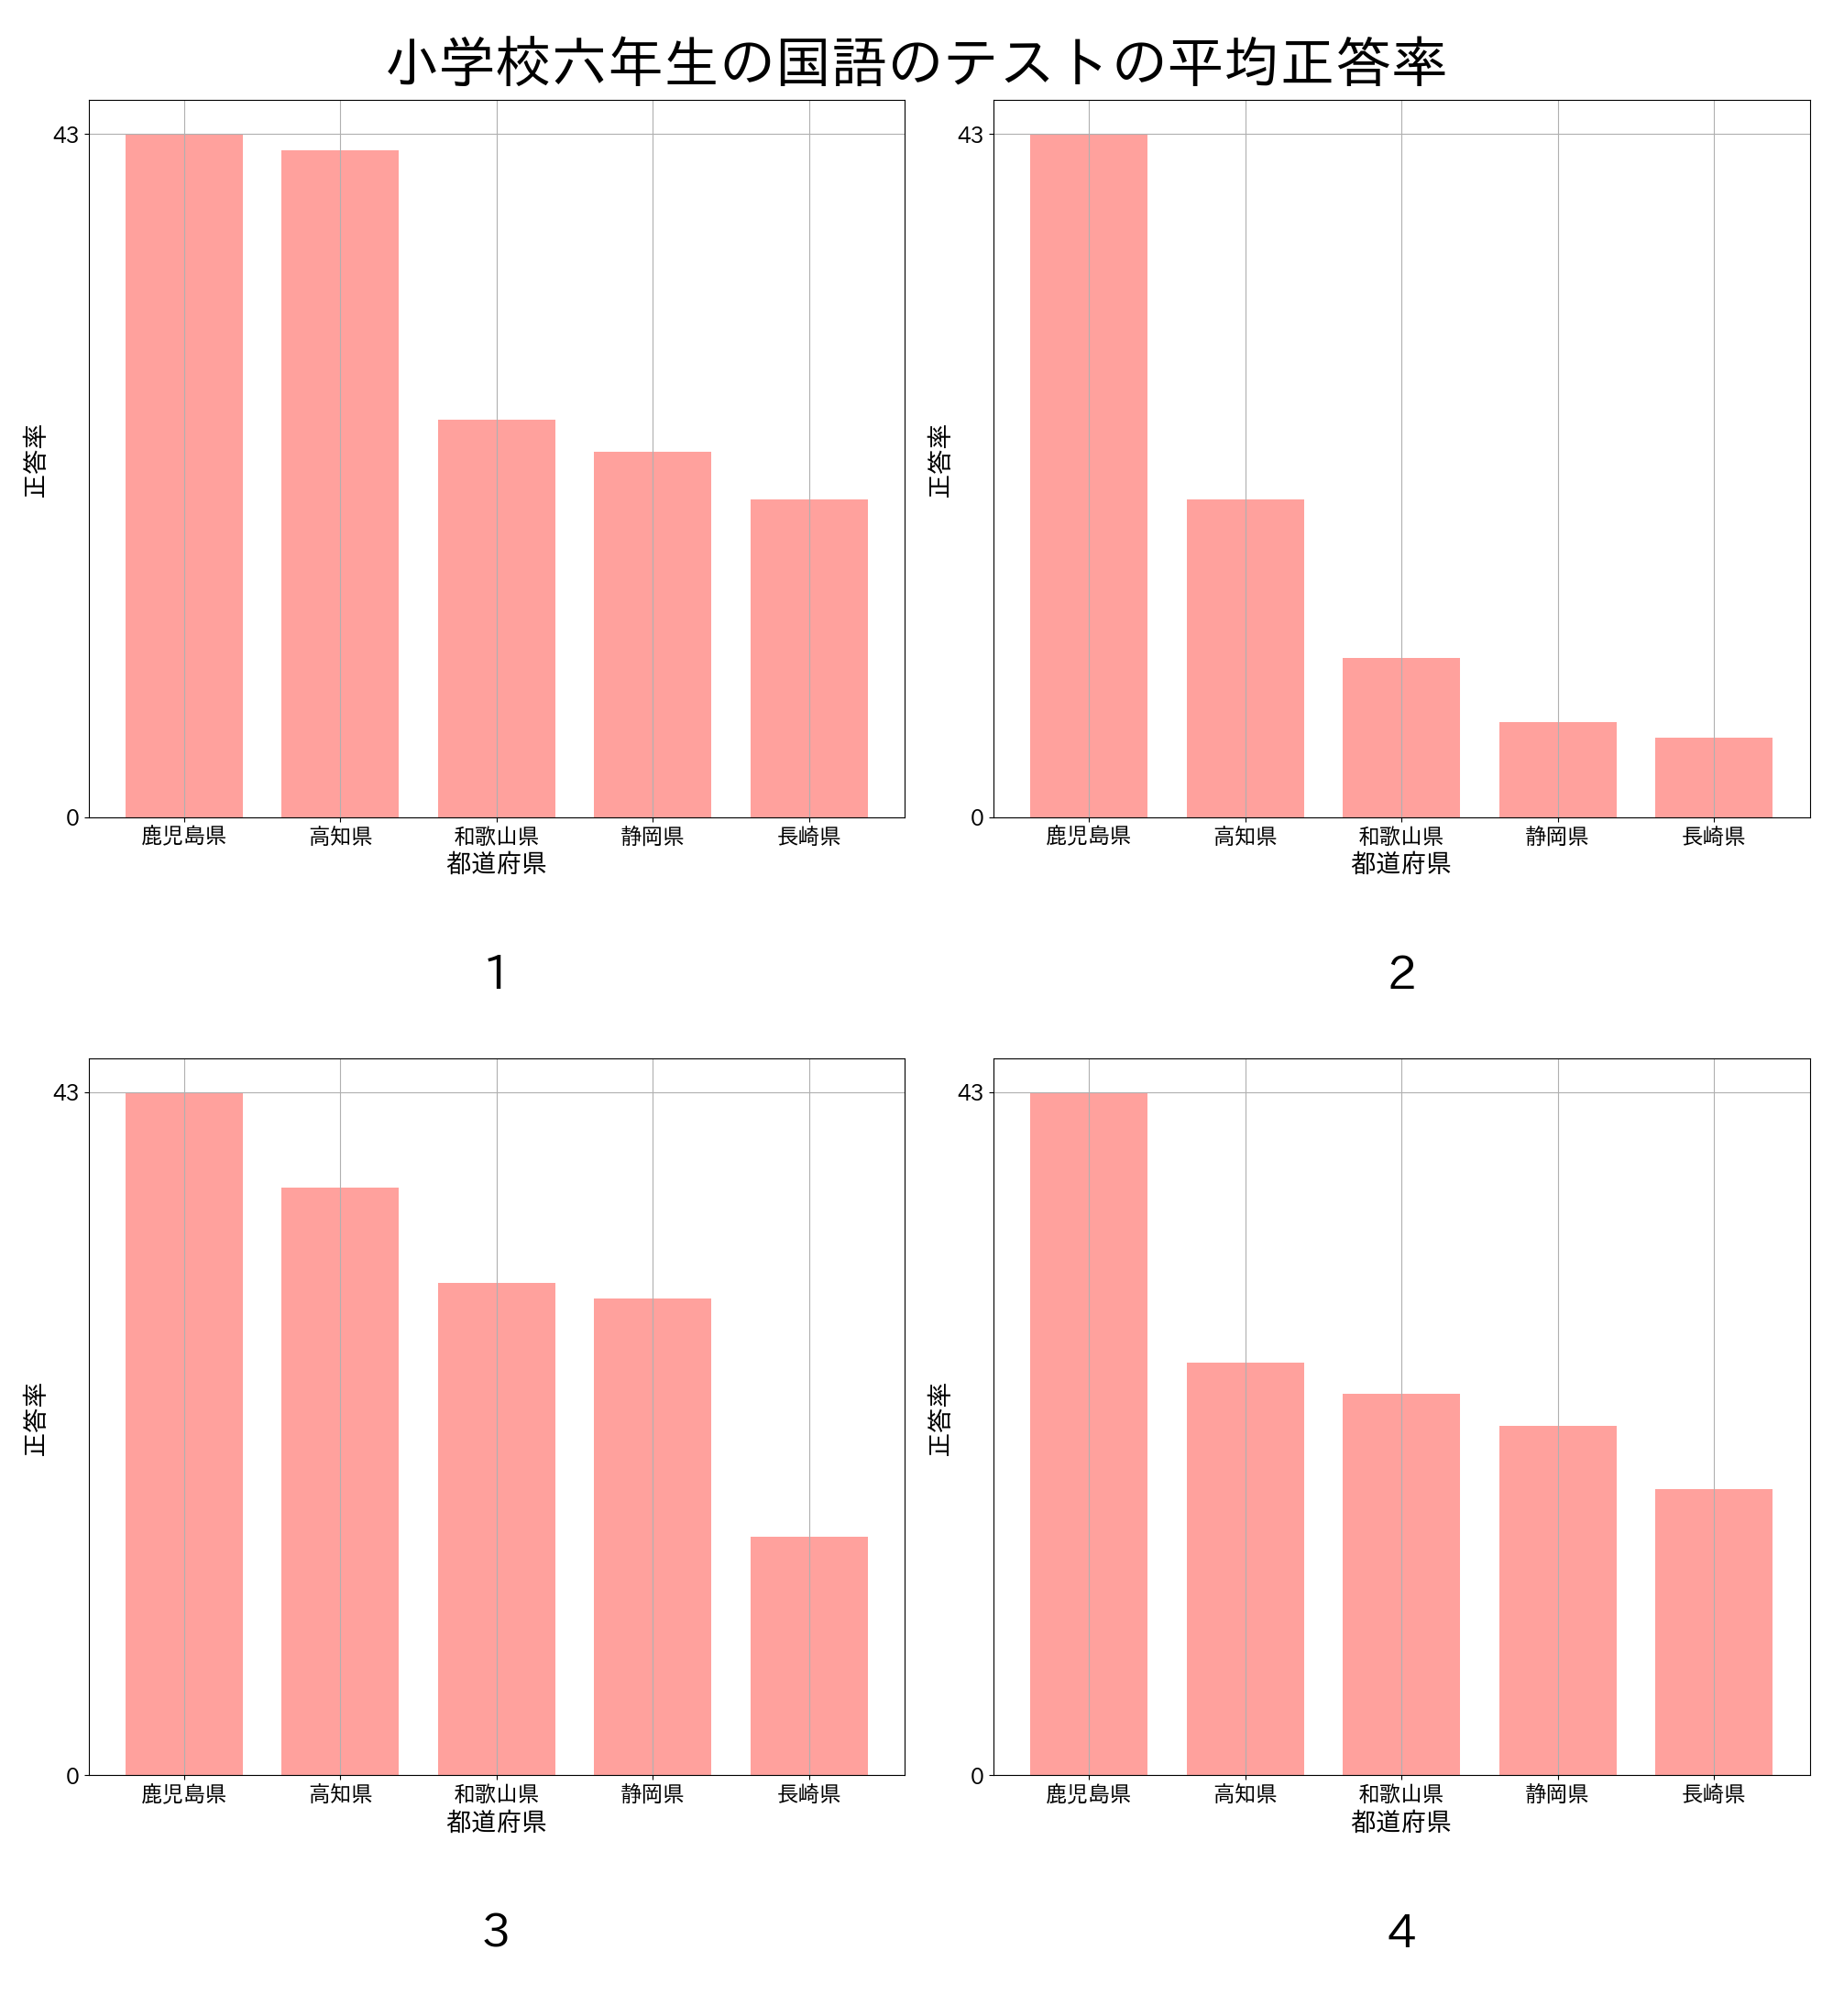 小学校六年生の国語のテストの平均正答率
43
0
正答率
鹿児島県 高知県 和歌山県 静岡県 長崎県
都道府県
1
43
0
正答率
鹿児島県 高知県 和歌山県 静岡県 長崎県
都道府県
2
43
0
正答率
鹿児島県 高知県 和歌山県 静岡県 長崎県
都道府県
3
43
0
正答率
鹿児島県 高知県 和歌山県 静岡県 長崎県
都道府県
4